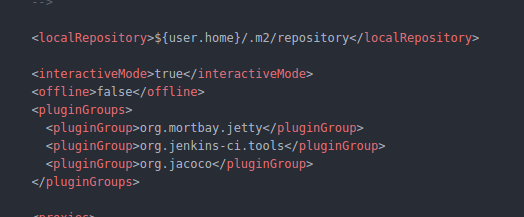 -->
<localRepository>${user.home}/.m2/repository</localRepository>
<interactiveMode>true</interactiveMode>
<offline>false</offline>
<pluginGroups>
<pluginGroup>org.mortbay.jetty</pluginGroup>
<pluginGroup>org.jenkins-ci.tools</pluginGroup>
<pluginGroup>org.jacoco</pluginGroup>
</pluginGroups>
<proxies>